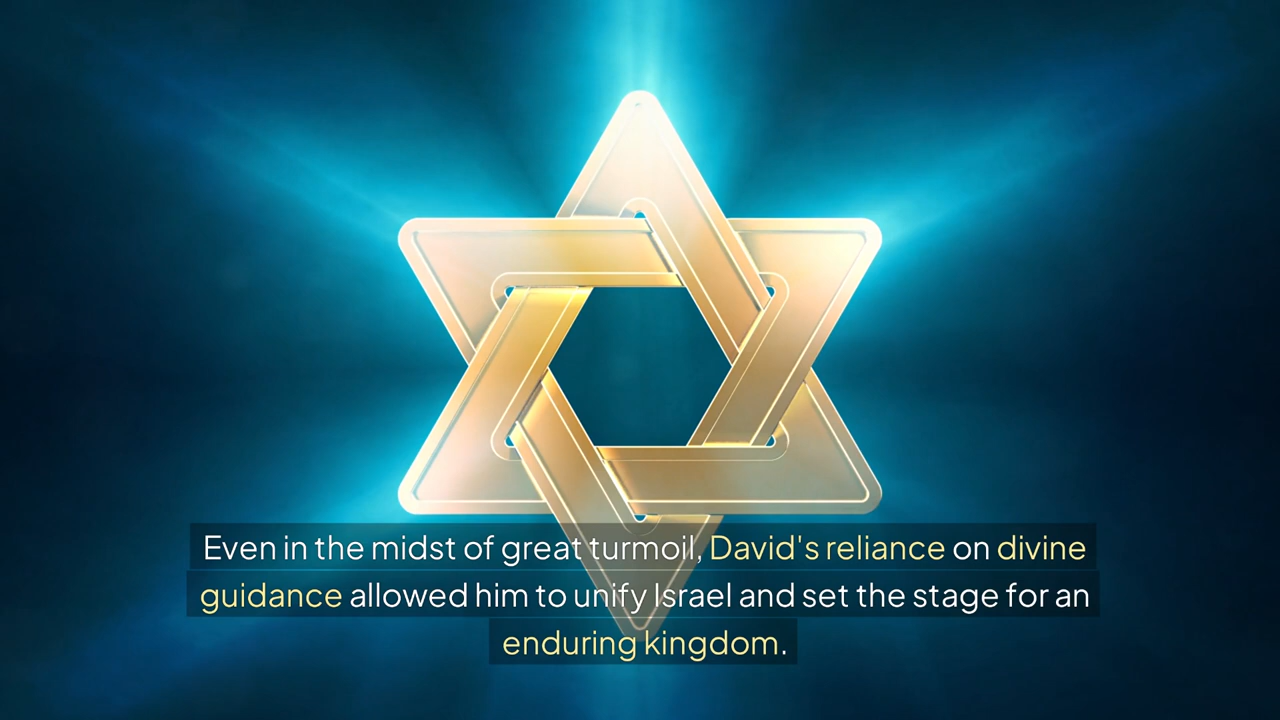 Even in the midst of great turmoil, David's reliance on divine
guidance allowed him to unify Israel and set the stage for an
enduring kingdom.